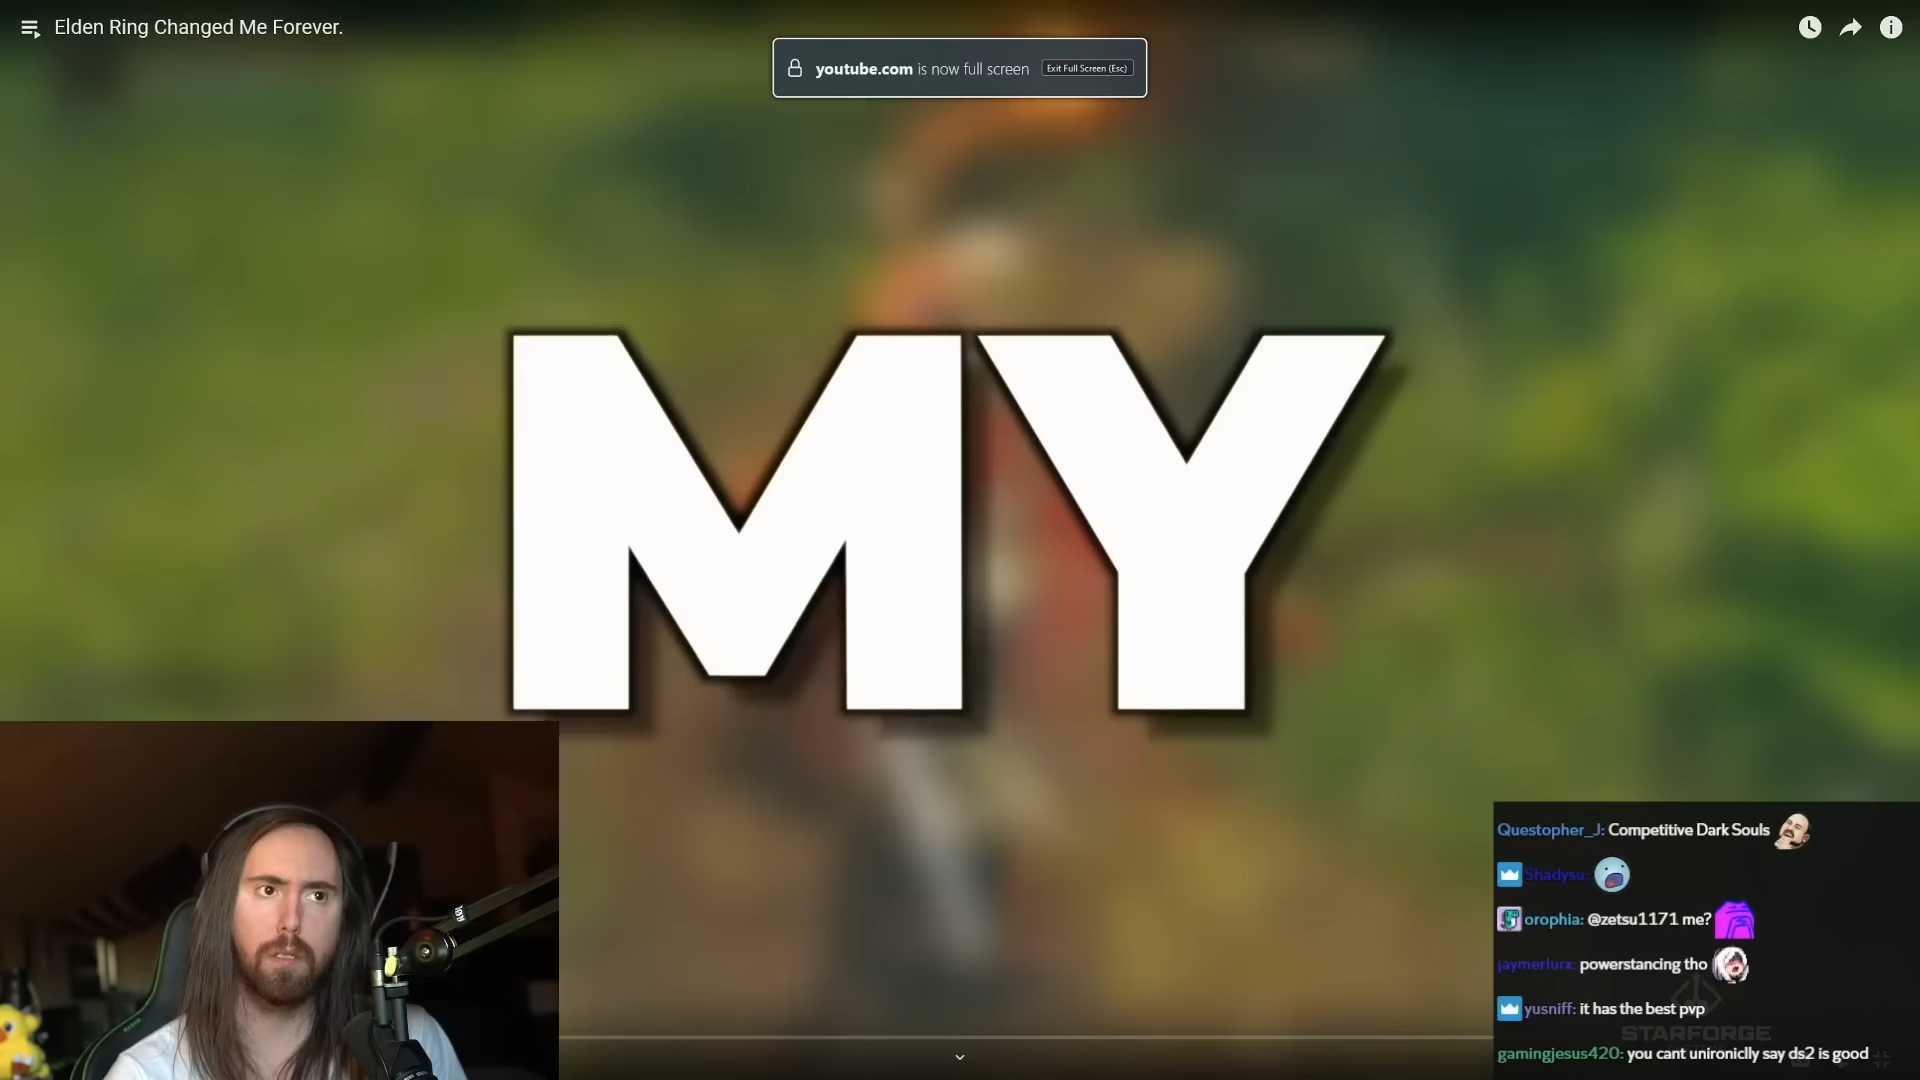 Elden Ring Changed Me Forever.
youtube.com is now full screen Exit Full Screen (Esc)
MY
Questopher_J: Competitive Dark Souls
Shadysu:
orophia: @zetsu1171 me?
jaymerlurx: powerstancing tho
yusniff: it has the best pvp
STARFORGE
gamingjesus420: you cant unironiclly say ds2 is good